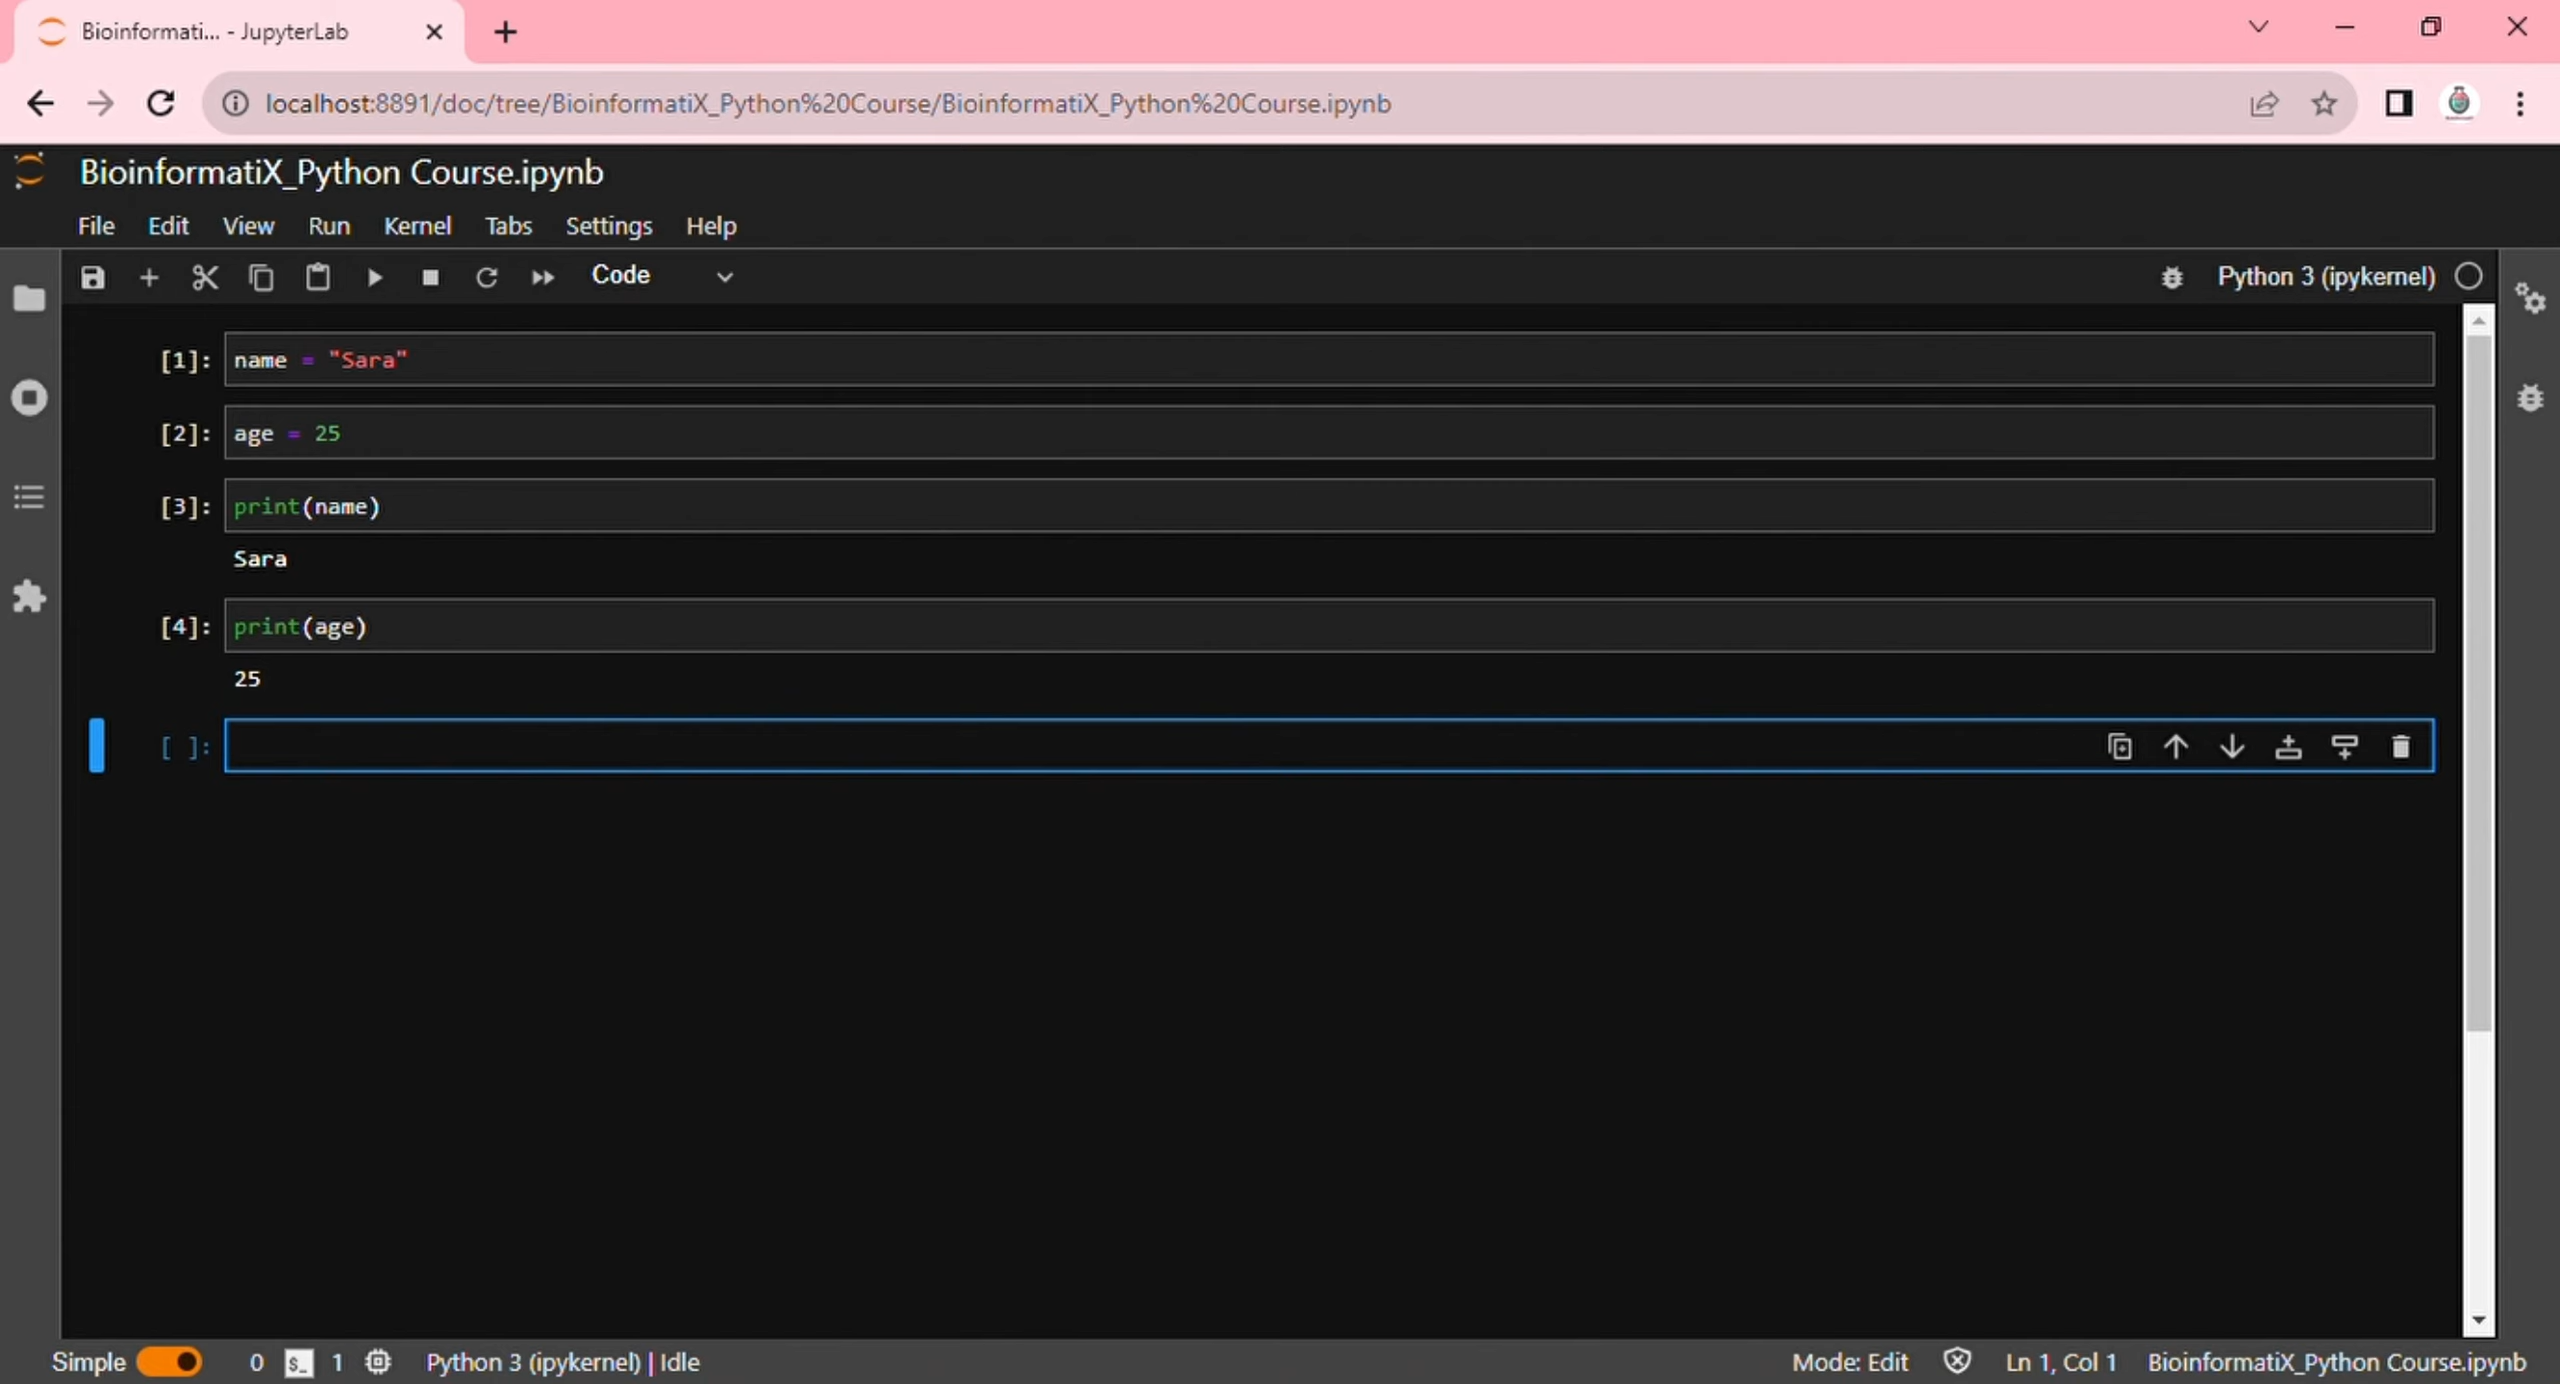 Bioinformati... - JupyterLab
localhost:8891/doc/tree/BioinformatiX_Python%20Course/BioinformatiX_Python%20Course.ipynb
BioinformatiX_Python Course.ipynb
File Edit View Run Kernel Tabs Settings Help
Code Python 3 (ipykernel)
[1]: name = "Sara"
[2]: age = 25
[3]: print(name)
Sara
[4]: print(age)
25
[ ]:
Simple 0 $_ 1 Python 3 (ipykernel) | Idle Mode: Edit Ln 1, Col 1 BioinformatiX_Python Course.ipynb